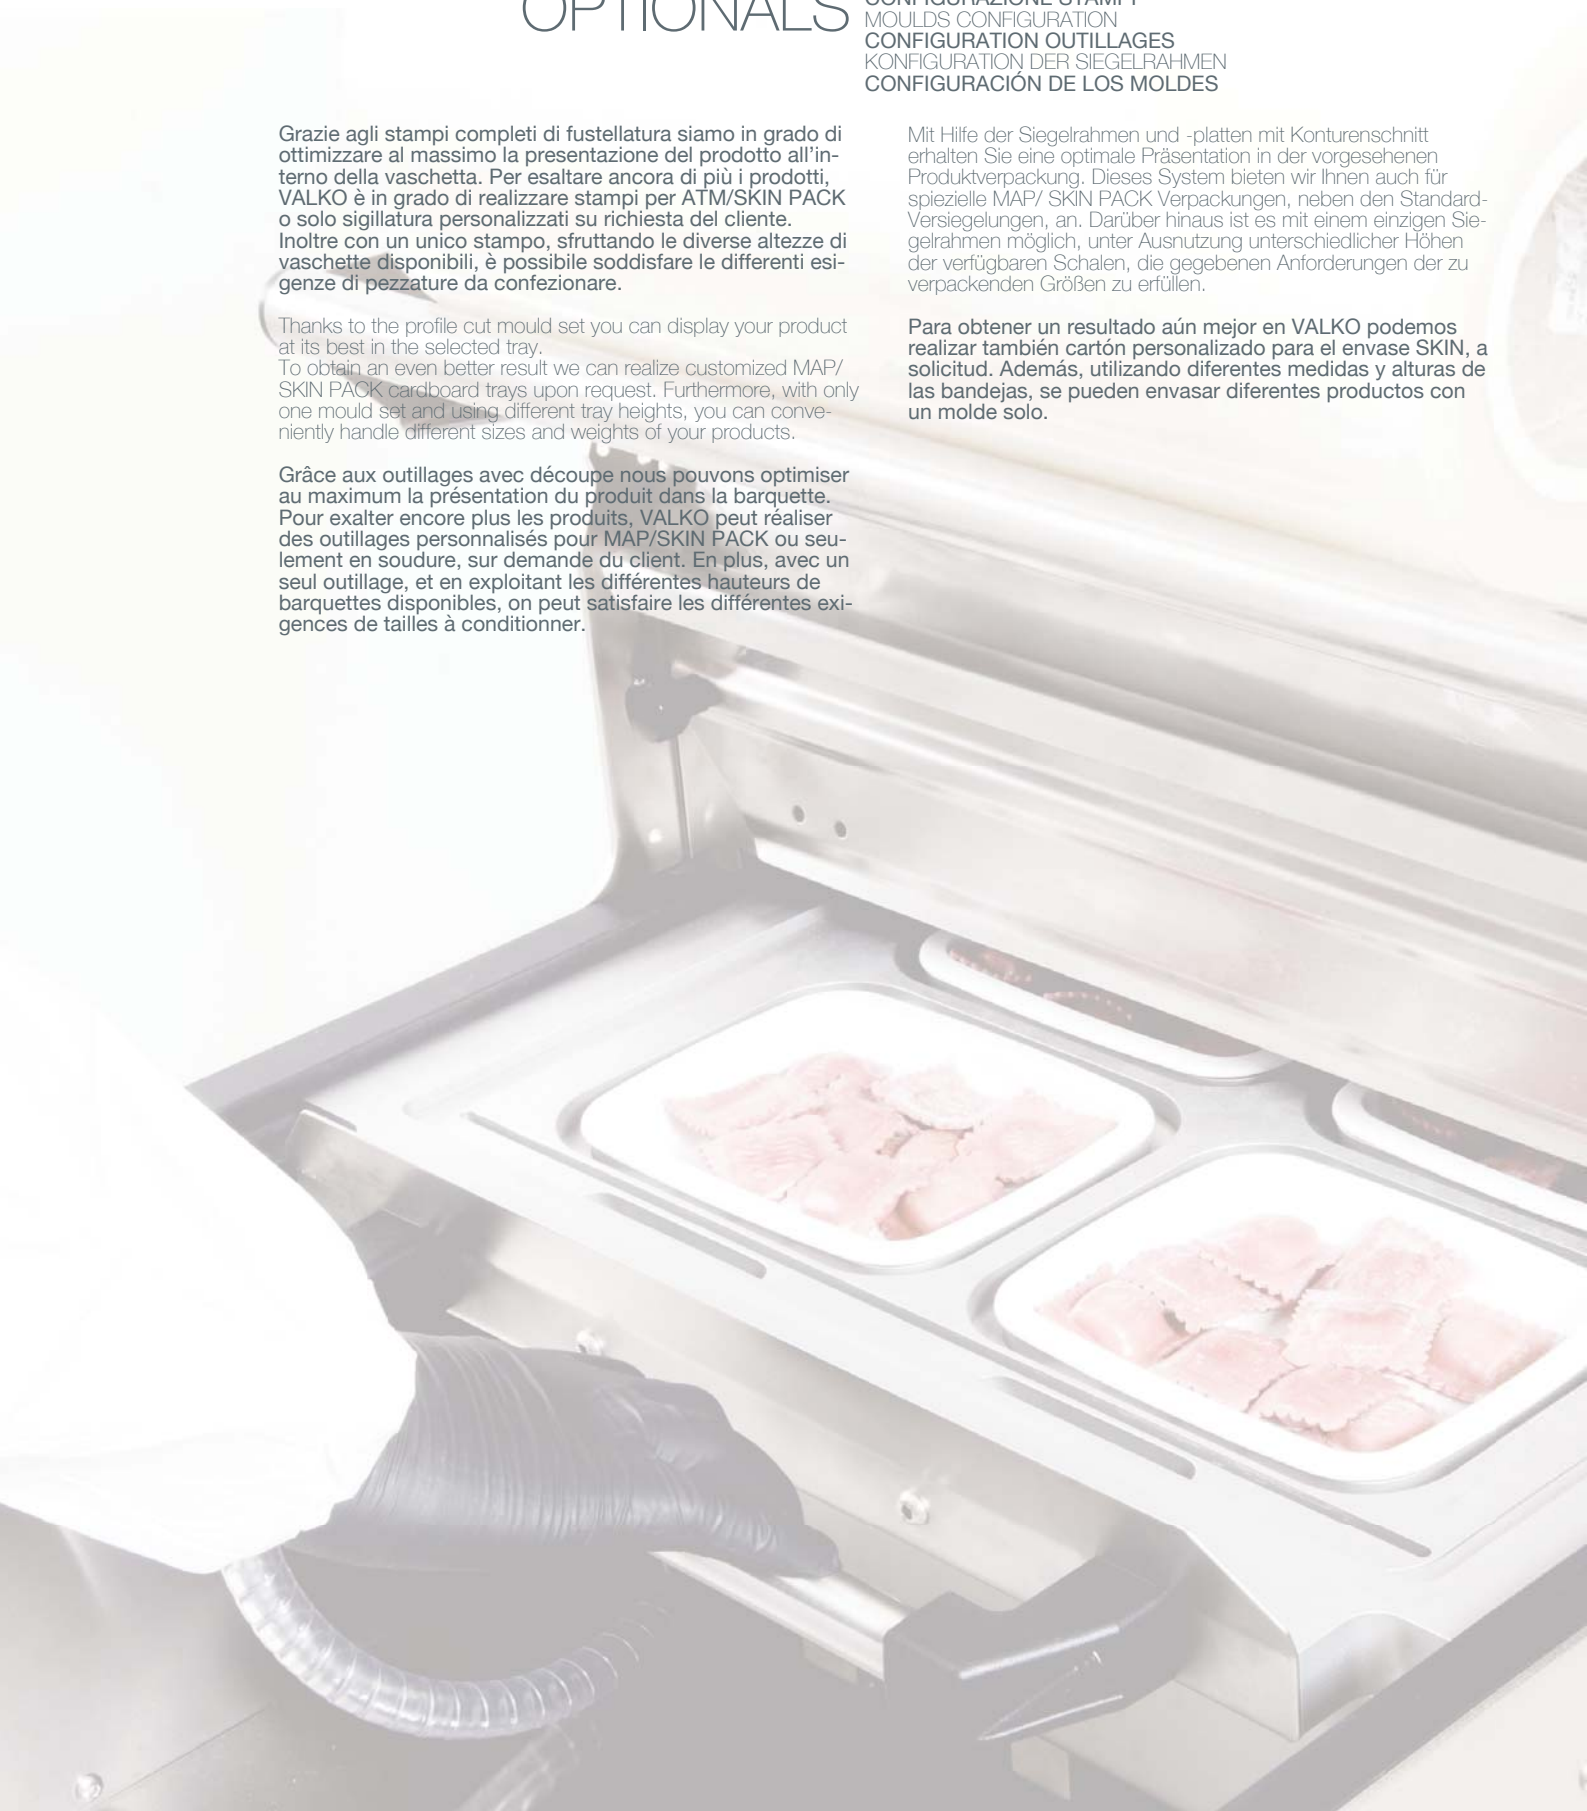 OPTIONALS
CONFIGURAZIONE STAMPI
MOULDS CONFIGURATION
CONFIGURATION OUTILLAGES
KONFIGURATION DER SIEGELRAHMEN
CONFIGURACIÓN DE LOS MOLDES
Grazie agli stampi completi di fustellatura siamo in grado di
ottimizzare al massimo la presentazione del prodotto all'in-
terno della vaschetta. Per esaltare ancora di più i prodotti,
VALKO è in grado di realizzare stampi per ATM/SKIN PACK
o solo sigillatura personalizzati su richiesta del cliente.
Inoltre con un unico stampo, sfruttando le diverse altezze di
vaschette disponibili, è possibile soddisfare le differenti esi-
genze di pezzature da confezionare.
Thanks to the profile cut mould set you can display your product
at its best in the selected tray.
To obtain an even better result we can realize customized MAP/
SKIN PACK cardboard trays upon request. Furthermore, with only
one mould set and using different tray heights, you can conve-
niently handle different sizes and weights of your products.
Grâce aux outillages avec découpe nous pouvons optimiser
au maximum la présentation du produit dans la barquette.
Pour exalter encore plus les produits, VALKO peut réaliser
des outillages personnalisés pour MAP/SKIN PACK ou seu-
lement en soudure, sur demande du client. En plus, avec un
seul outillage, et en exploitant les différentes hauteurs de
barquettes disponibles, on peut satisfaire les différentes exi-
gences de tailles à conditionner.
Mit Hilfe der Siegelrahmen und -platten mit Konturenschnitt
erhalten Sie eine optimale Präsentation in der vorgesehenen
Produktverpackung. Dieses System bieten wir Ihnen auch für
spiezielle MAP/ SKIN PACK Verpackungen, neben den Standard-
Versiegelungen, an. Darüber hinaus ist es mit einem einzigen Sie-
gelrahmen möglich, unter Ausnutzung unterschiedlicher Höhen
der verfügbaren Schalen, die gegebenen Anforderungen der zu
verpackenden Größen zu erfüllen.
Para obtener un resultado aún mejor en VALKO podemos
realizar también cartón personalizado para el envase SKIN, a
solicitud. Además, utilizando diferentes medidas y alturas de
las bandejas, se pueden envasar diferentes productos con
un molde solo.